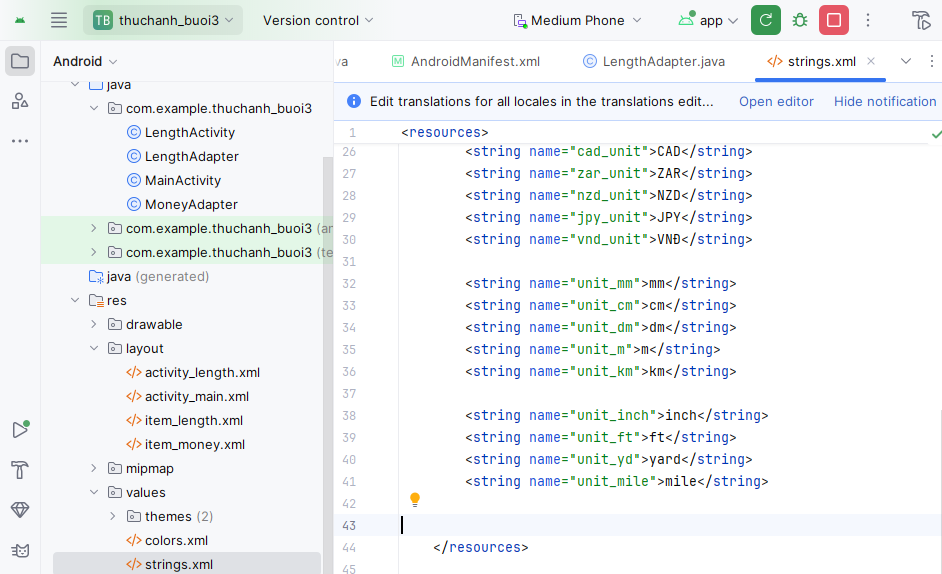 TB thuchanh_buoi3 Version control Medium Phone app
Android
va AndroidManifest.xml LengthAdapter.java strings.xml
java
com.example.thuchanh_buoi3
LengthActivity
LengthAdapter
MainActivity
MoneyAdapter
com.example.thuchanh_buoi3 (ar
com.example.thuchanh_buoi3 (te
java (generated)
res
drawable
layout
activity_length.xml
activity_main.xml
item_length.xml
item_money.xml
mipmap
values
themes (2)
colors.xml
strings.xml
Edit translations for all locales in the translations edit... Open editor Hide notification
1 <resources>
26 <string name="cad_unit">CAD</string>
27 <string name="zar_unit">ZAR</string>
28 <string name="nzd_unit">NZD</string>
29 <string name="jpy_unit">JPY</string>
30 <string name="vnd_unit">VNĐ</string>
31
32 <string name="unit_mm">mm</string>
33 <string name="unit_cm">cm</string>
34 <string name="unit_dm">dm</string>
35 <string name="unit_m">m</string>
36 <string name="unit_km">km</string>
37
38 <string name="unit_inch">inch</string>
39 <string name="unit_ft">ft</string>
40 <string name="unit_yd">yard</string>
41 <string name="unit_mile">mile</string>
42
43
44 </resources>
45